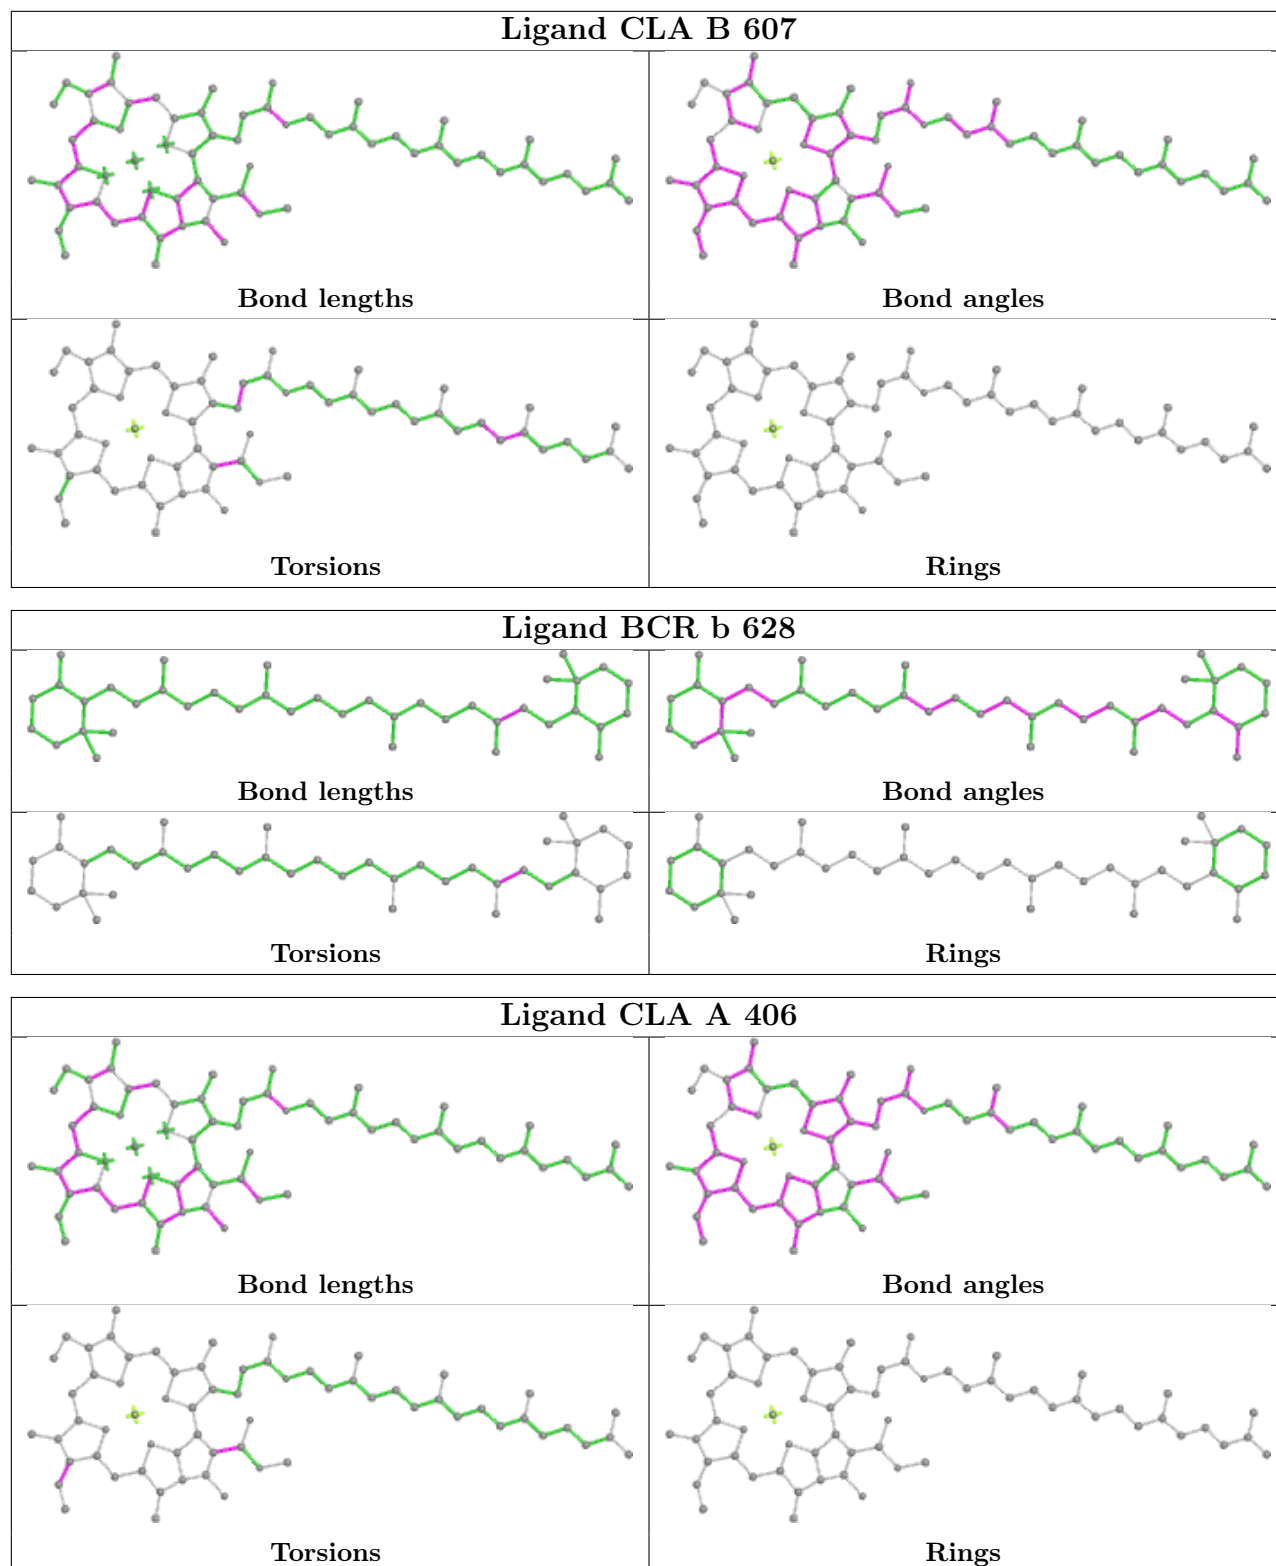 Ligand CLA B 607
Bond lengths
Bond angles
Torsions
Rings
Ligand BCR b 628
Bond lengths
Bond angles
Torsions
Rings
Ligand CLA A 406
Bond lengths
Bond angles
Torsions
Rings